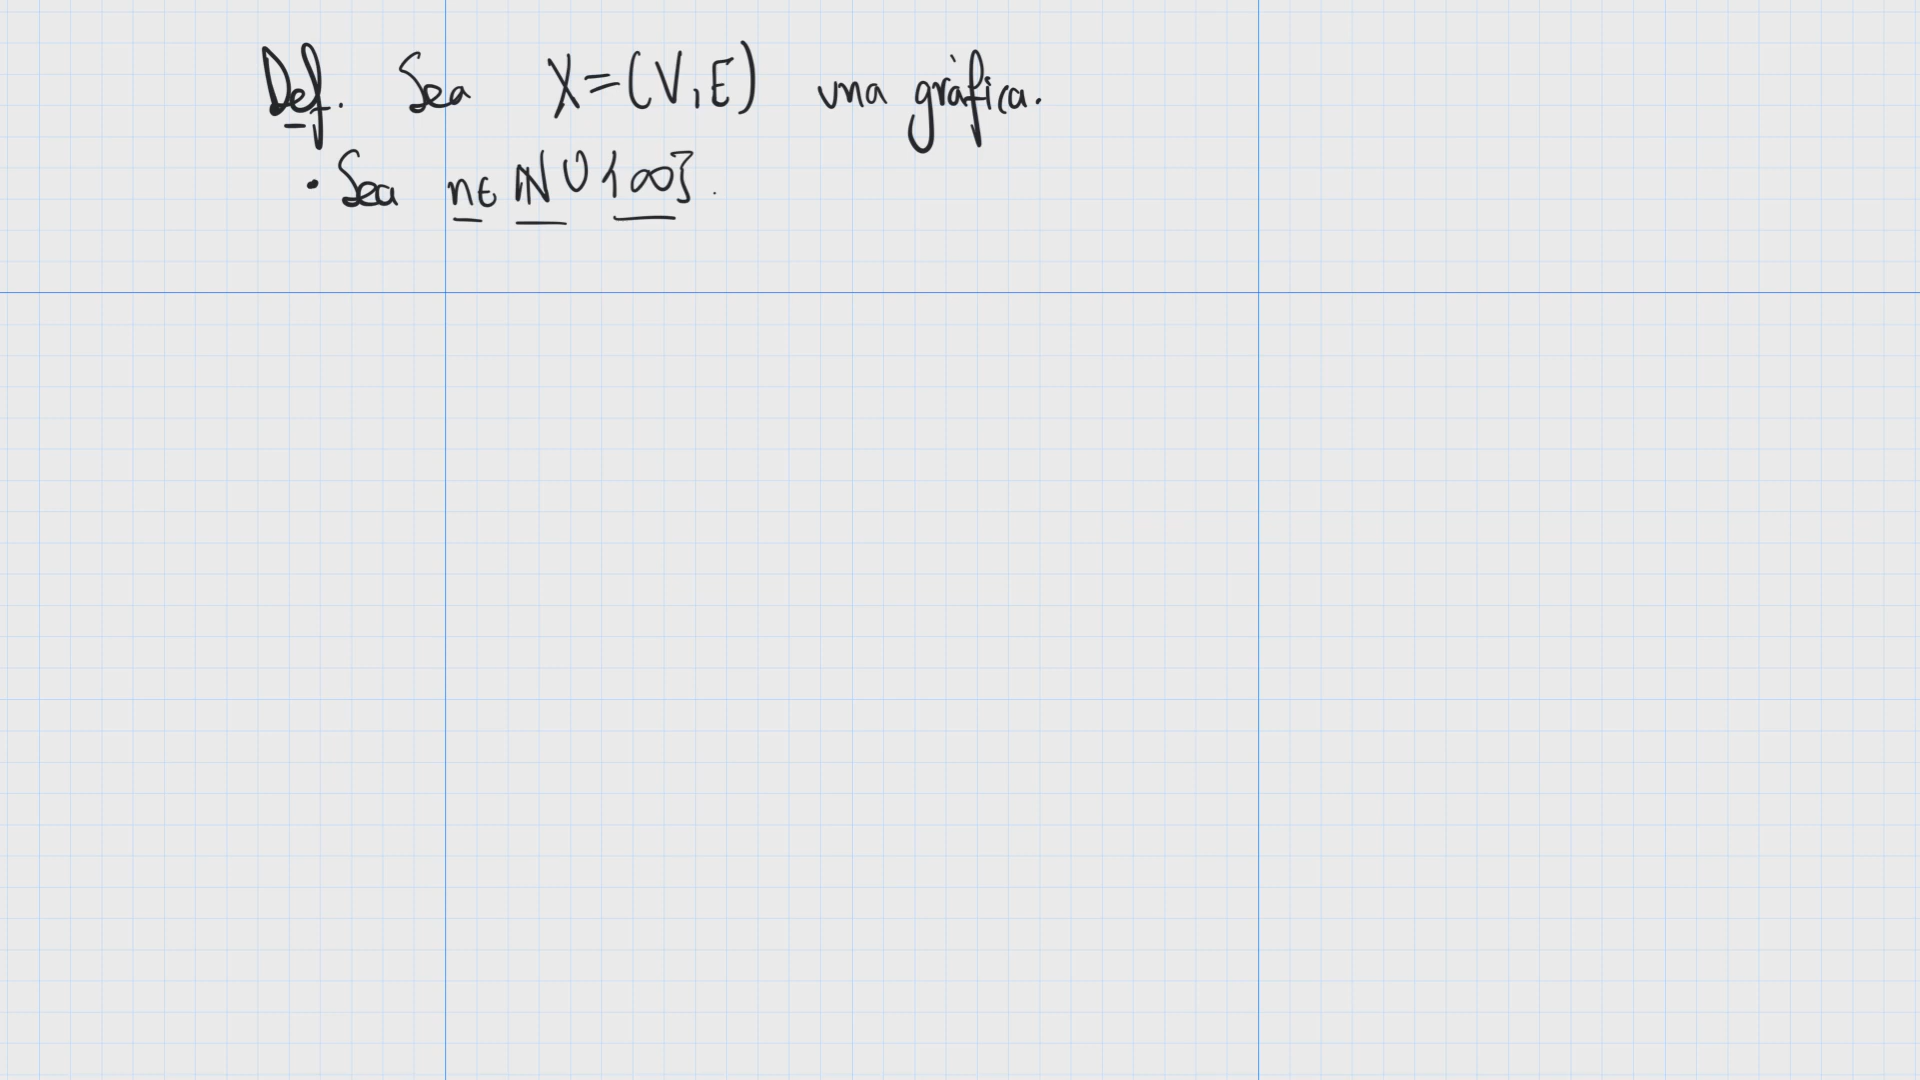 Def. Sea X=(V,E) una gráfica.
• Sea n∈ℕ∪{∞}.